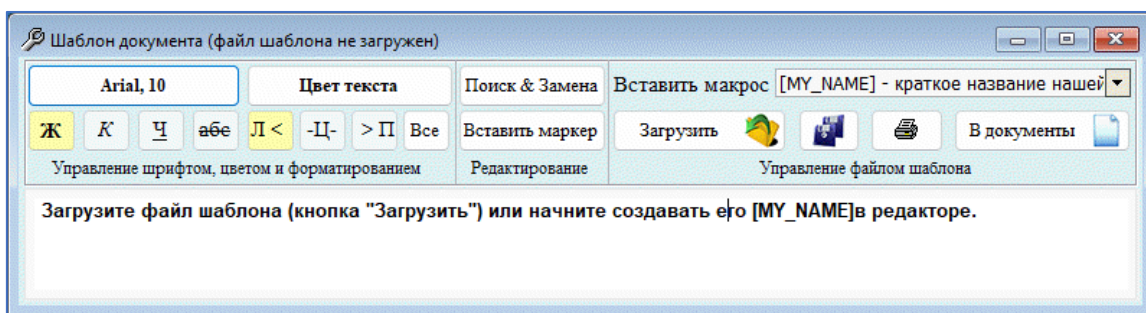 Шаблон документа (файл шаблона не загружен)
Arial, 10 Цвет текста Поиск & Замена Вставить макрос [MY_NAME] - краткое название нашей
Ж К Ч абс Л < -Ц- > П Все Вставить маркер Загрузить В документы
Управление шрифтом, цветом и форматированием Редактирование Управление файлом шаблона
Загрузите файл шаблона (кнопка "Загрузить") или начните создавать его [MY_NAME]в редакторе.